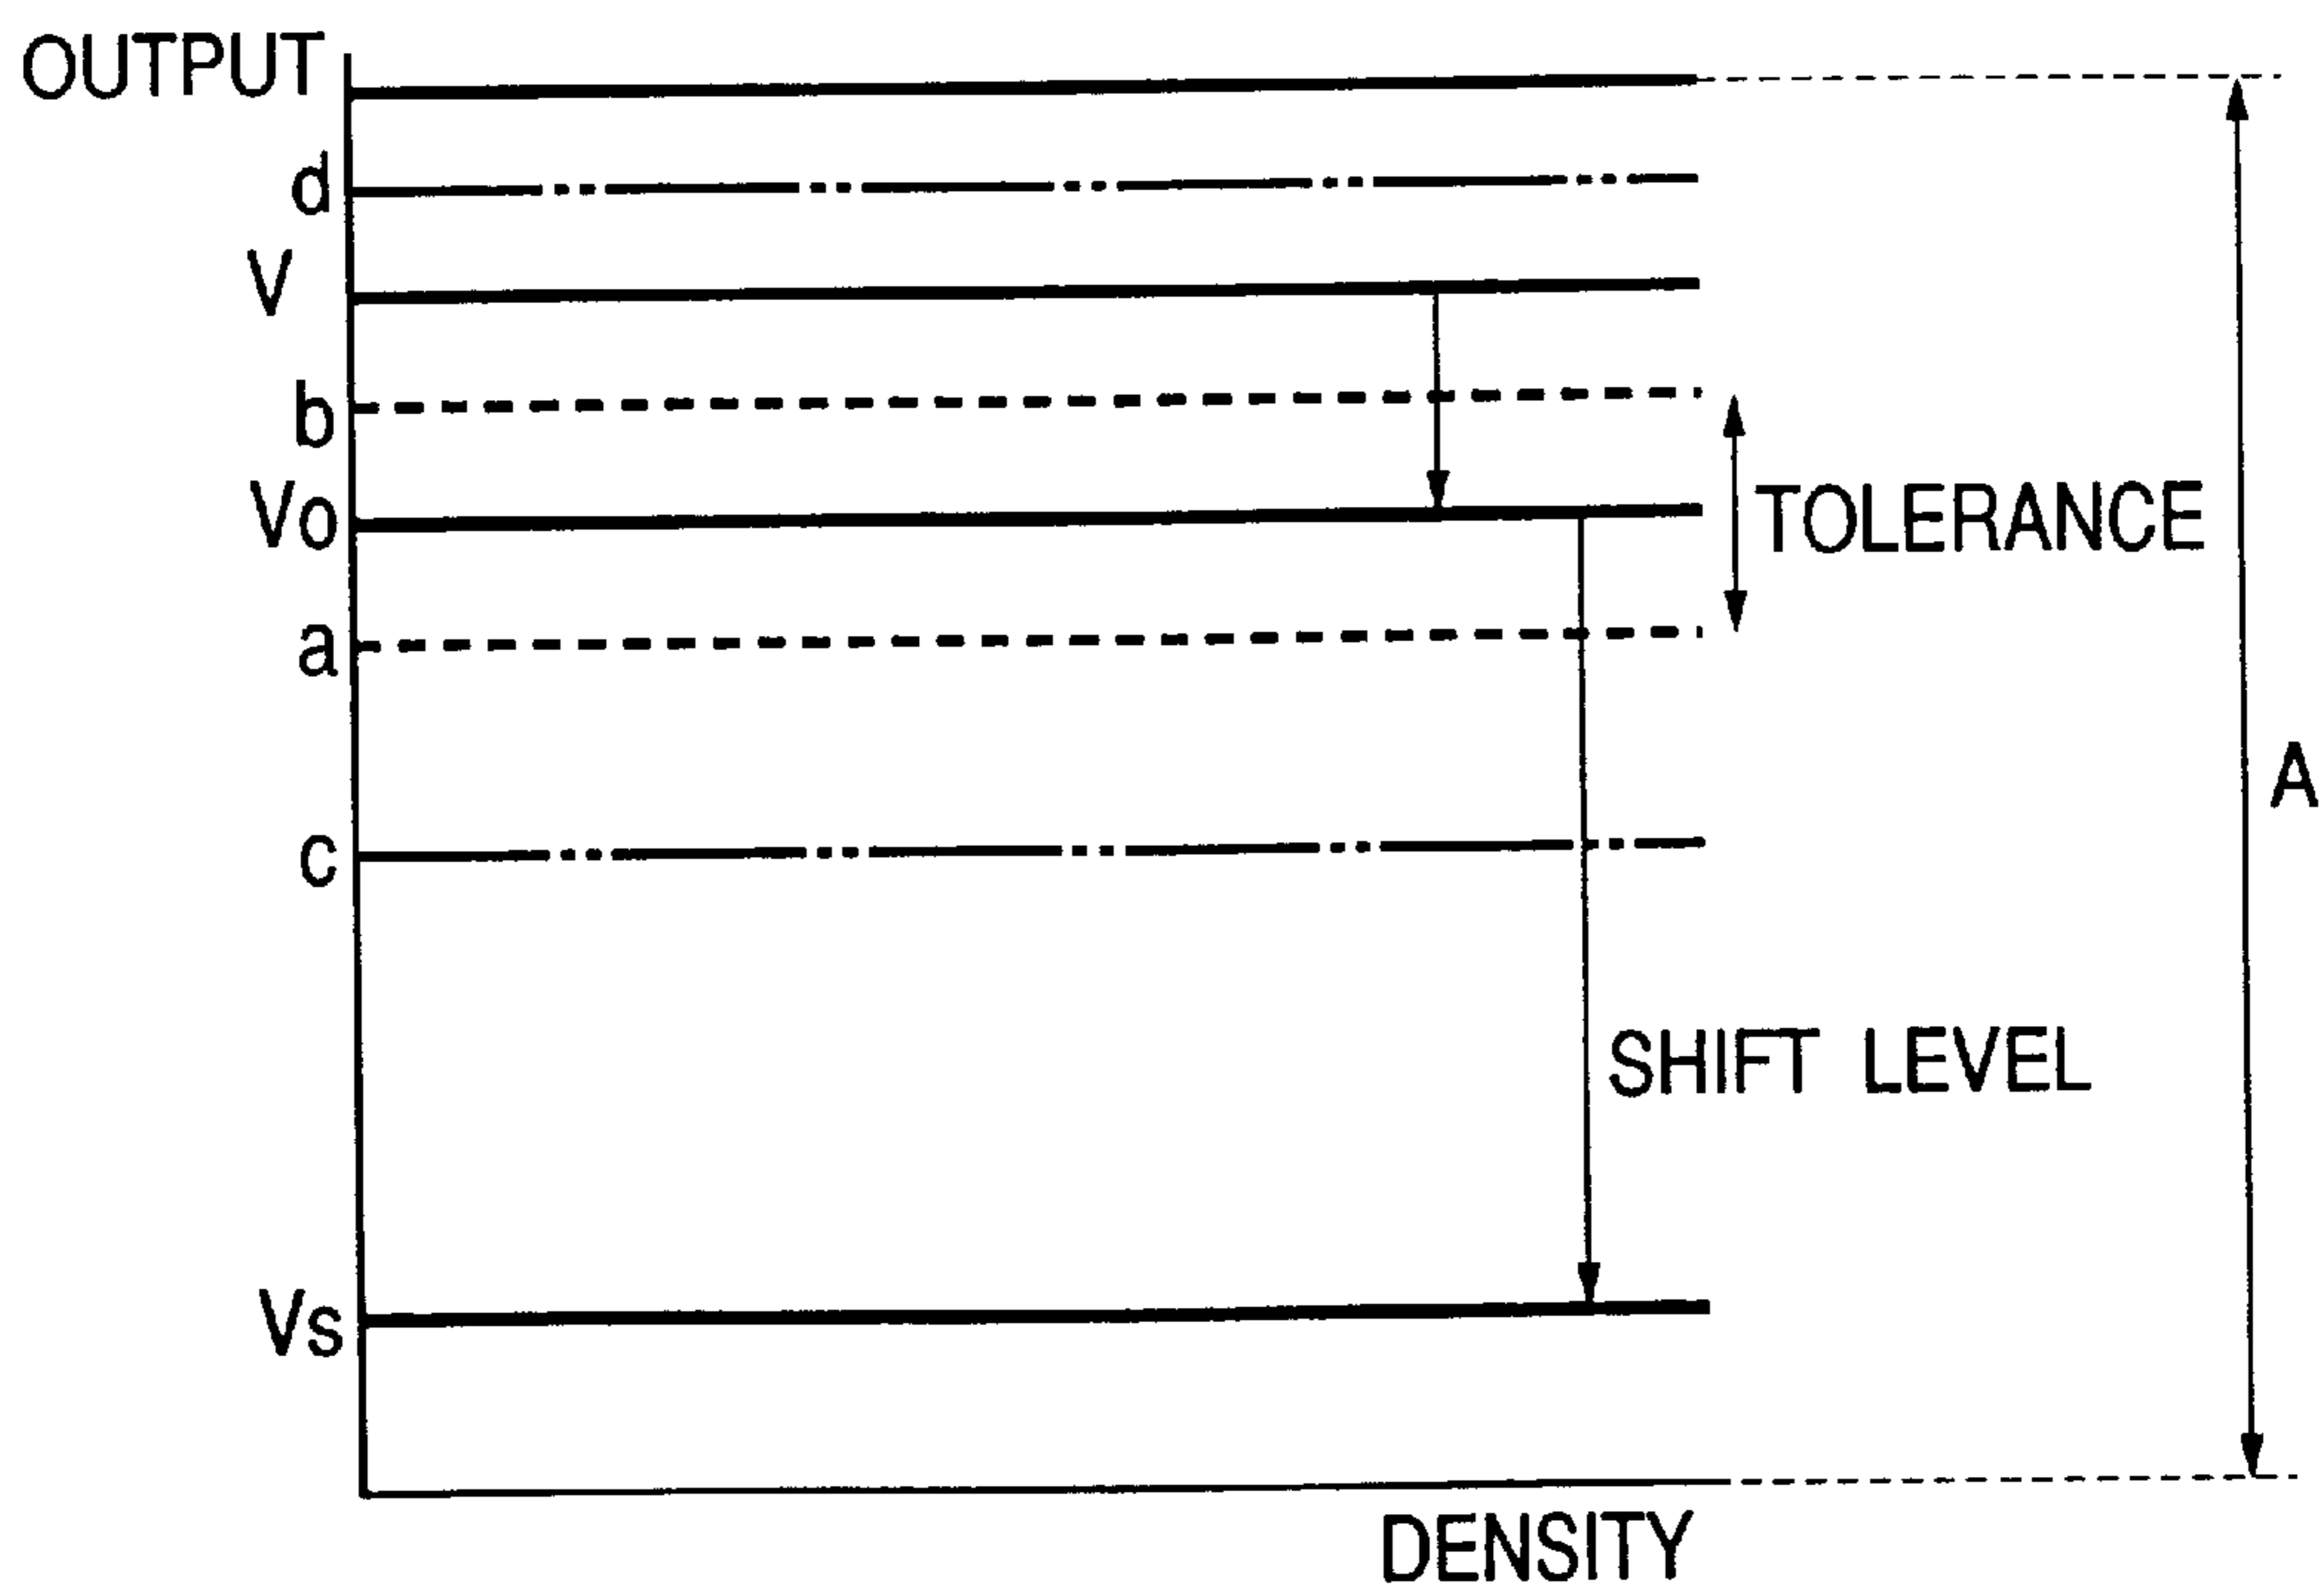 OUTPUT
d
V
b
Vo
TOLERANCE
a
A
c
SHIFT LEVEL
Vs
DENSITY